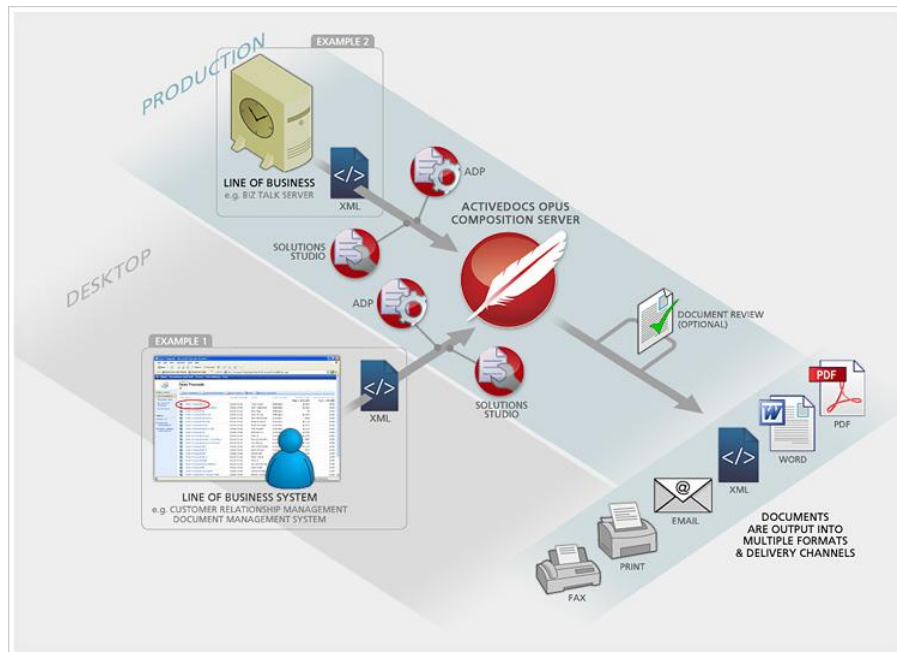 EXAMPLE 2
PRODUCTION
LINE OF BUSINESS
e.g. BIZ TALK SERVER
</>
XML
ADP
ACTIVEDOCS OPUS
COMPOSITION SERVER
SOLUTIONS
STUDIO
DESKTOP
ADP
DOCUMENT REVIEW
(OPTIONAL)
EXAMPLE 1
</>
XML
SOLUTIONS
STUDIO
LINE OF BUSINESS SYSTEM
e.g. CUSTOMER RELATIONSHIP MANAGEMENT
DOCUMENT MANAGEMENT SYSTEM
PDF
PDF
W
WORD
</>
XML
@
EMAIL
PRINT
FAX
DOCUMENTS
ARE OUTPUT INTO
MULTIPLE FORMATS
& DELIVERY CHANNELS